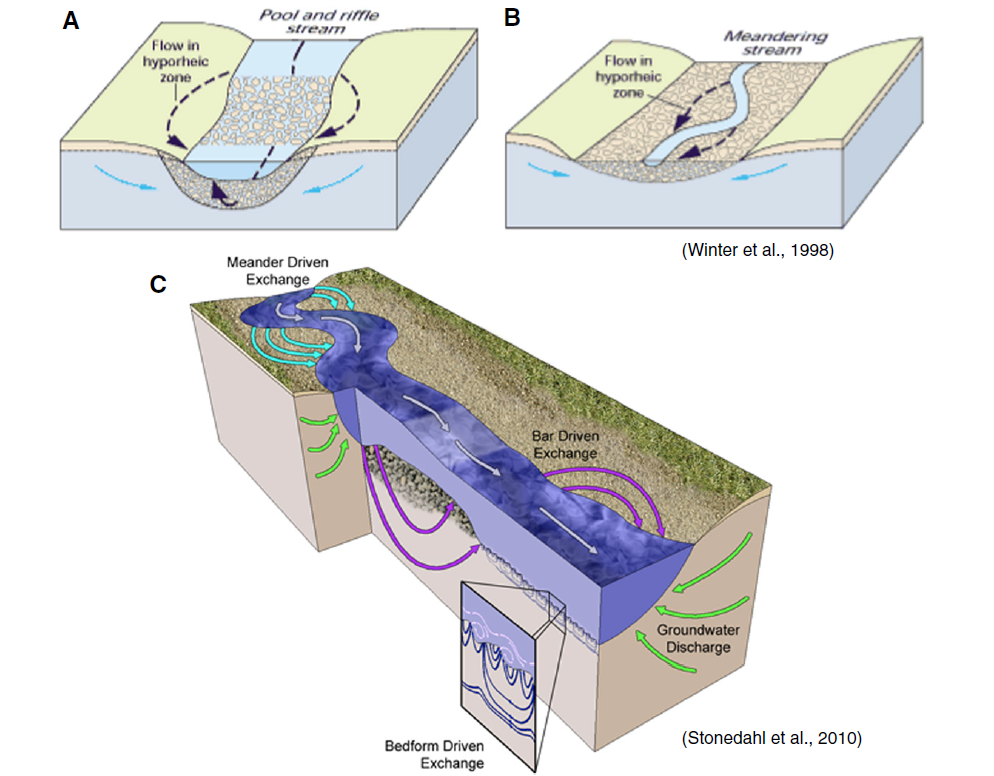 A
Pool and riffle
stream
Flow in
hyporheic
zone
B
Meandering
stream
Flow in
hyporheic
zone
(Winter et al., 1998)
C
Meander Driven
Exchange
Bar Driven
Exchange
Groundwater
Discharge
Bedform Driven
Exchange
(Stonedahl et al., 2010)